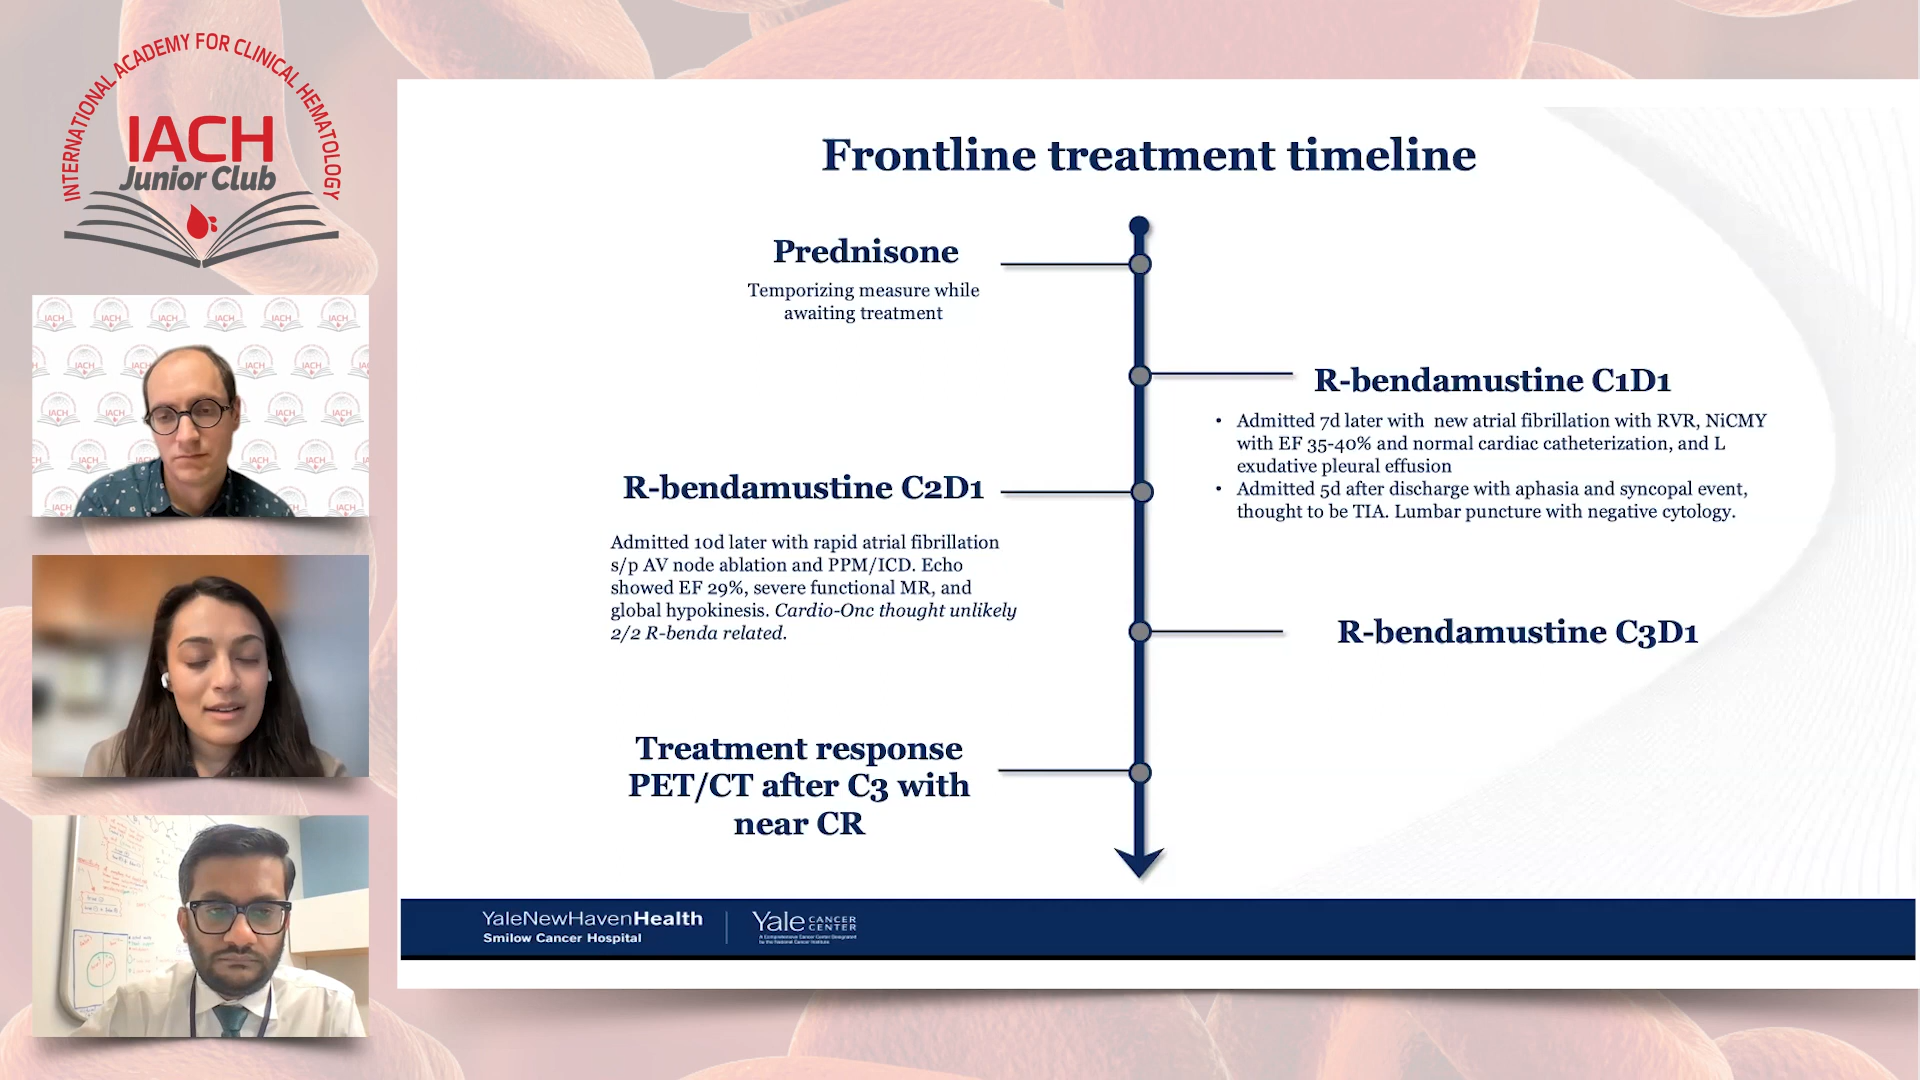 INTERNATIONAL ACADEMY FOR CLINICAL HEMATOLOGY
IACH
Junior Club
Frontline treatment timeline
Prednisone
Temporizing measure while
awaiting treatment
R-bendamustine C1D1
• Admitted 7d later with new atrial fibrillation with RVR, NiCMY
with EF 35-40% and normal cardiac catheterization, and L
exudative pleural effusion
• Admitted 5d after discharge with aphasia and syncopal event,
thought to be TIA. Lumbar puncture with negative cytology.
R-bendamustine C2D1
Admitted 10d later with rapid atrial fibrillation
s/p AV node ablation and PPM/ICD. Echo
showed EF 29%, severe functional MR, and
global hypokinesis. Cardio-Onc thought unlikely
2/2 R-benda related.
R-bendamustine C3D1
Treatment response
PET/CT after C3 with
near CR
YaleNewHavenHealth
Smilow Cancer Hospital
Yale CANCER
CENTER
A Comprehensive Cancer Center Designated
by the National Cancer Institute